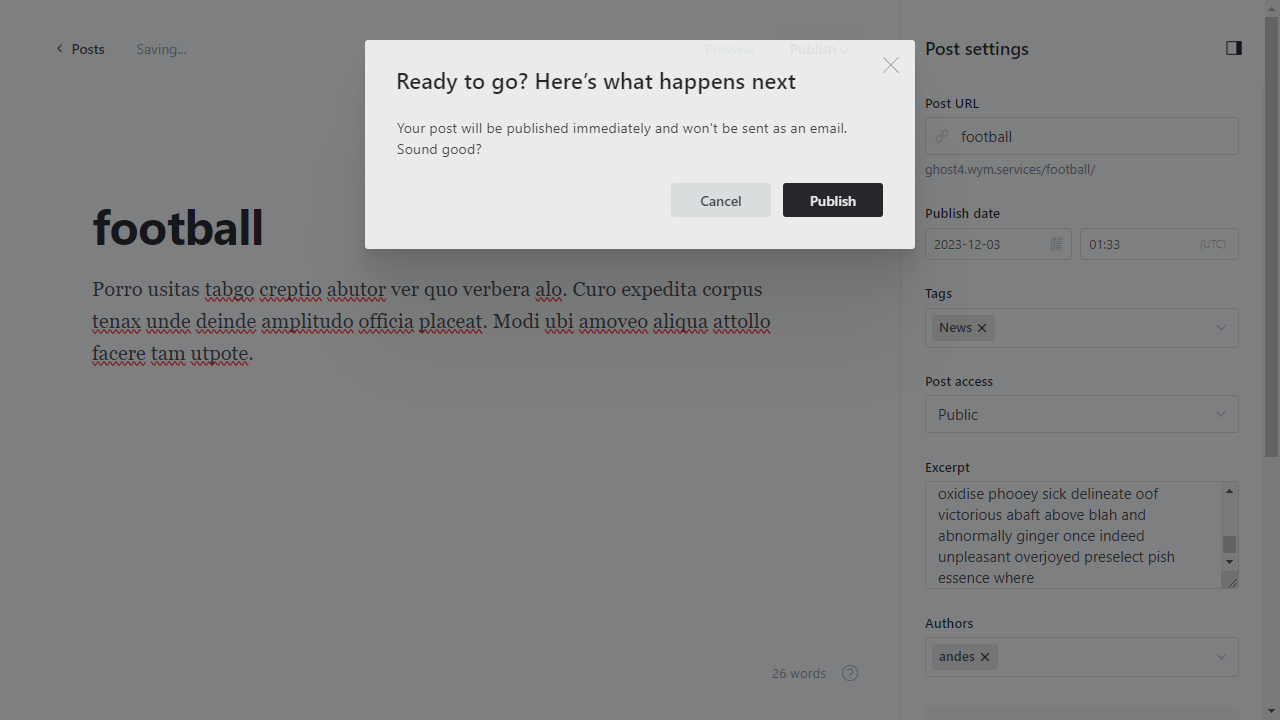 Posts
Saving...
Preview
Publish
Ready to go? Here's what happens next
Your post will be published immediately and won't be sent as an email.
Sound good?
Cancel
Publish
football
Porro usitas tabgo creptio abutor ver quo verbera alo. Curo expedita corpus
tenax unde deinde amplitudo officia placeat. Modi ubi amoveo aliqua attollo
facere tam utpote.
26 words
?
Post settings
Post URL
football
ghost4.wym.services/football/
Publish date
2023-12-03
01:33
(UTC)
Tags
News
Post access
Public
Excerpt
oxidise phooey sick delineate oof
victorious abaft above blah and
abnormally ginger once indeed
unpleasant overjoyed preselect pish
essence where
Authors
andes